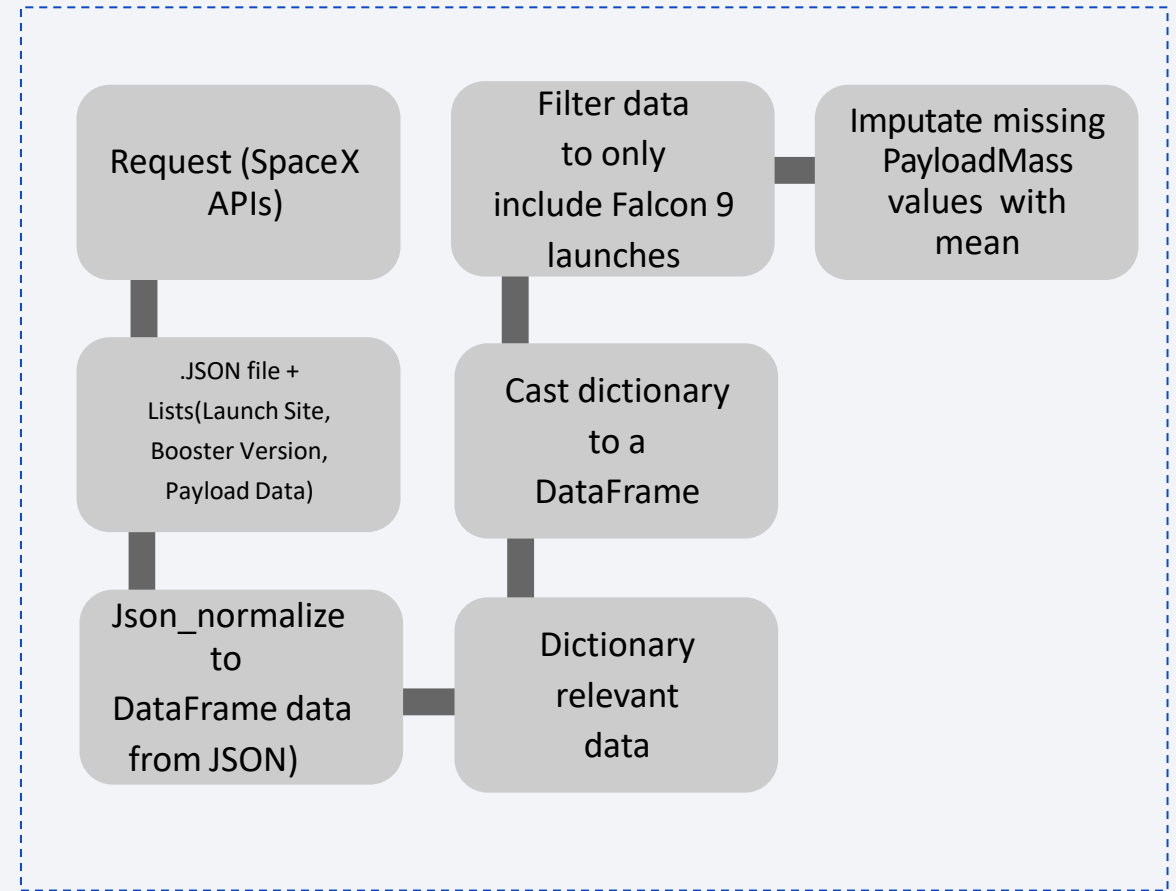 Request (SpaceX
APIs)
.JSON file +
Lists(Launch Site,
Booster Version,
Payload Data)
Json_normalize
to
DataFrame data
from JSON)
Dictionary
relevant
data
Cast dictionary
to a
DataFrame
Filter data
to only
include Falcon 9
launches
Imputate missing
PayloadMass
values with
mean